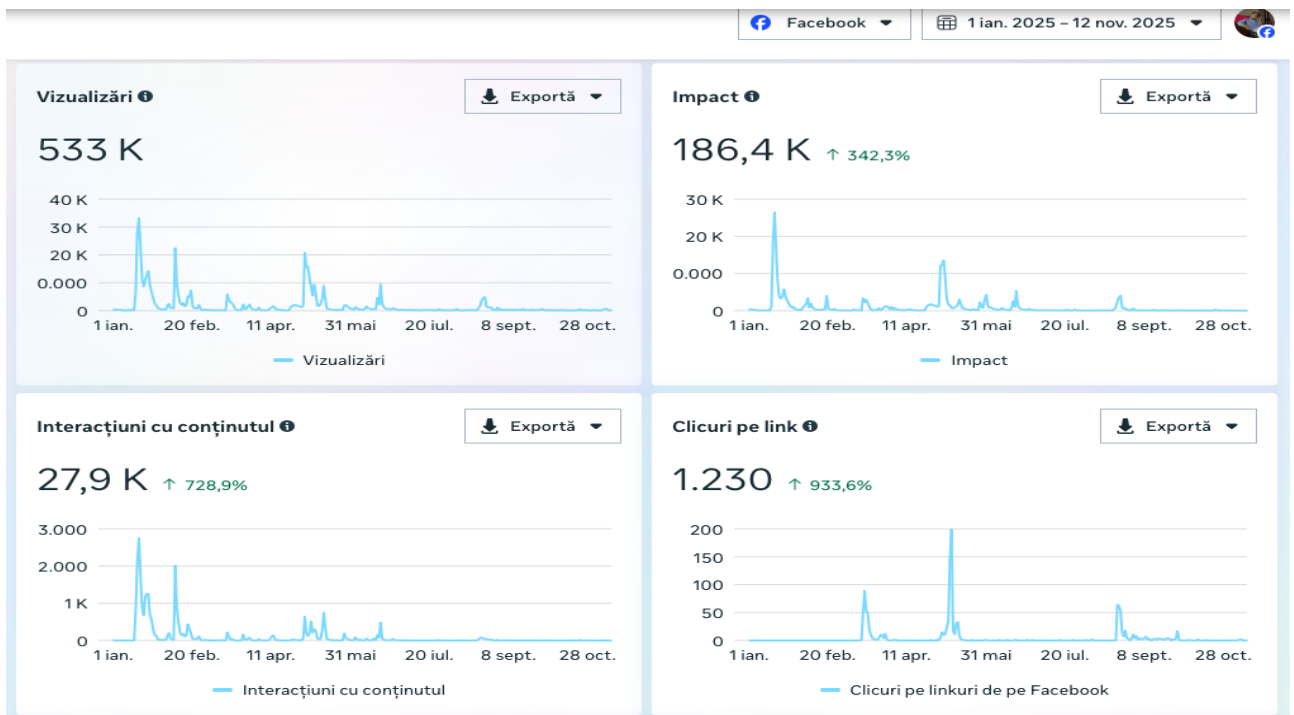 Facebook 1 ian. 2025 – 12 nov. 2025
Vizualizări Exportă
533 K
40 K
30 K
20 K
0.000
0
1 ian. 20 feb. 11 apr. 31 mai 20 iul. 8 sept. 28 oct.
Vizualizări
Impact Exportă
186,4 K ↑ 342,3%
30 K
20 K
0.000
0
1 ian. 20 feb. 11 apr. 31 mai 20 iul. 8 sept. 28 oct.
Impact
Interacțiuni cu conținutul Exportă
27,9 K ↑ 728,9%
3.000
2.000
1 K
0
1 ian. 20 feb. 11 apr. 31 mai 20 iul. 8 sept. 28 oct.
Interacțiuni cu conținutul
Clicuri pe link Exportă
1.230 ↑ 933,6%
200
150
100
50
0
1 ian. 20 feb. 11 apr. 31 mai 20 iul. 8 sept. 28 oct.
Clicuri pe linkuri de pe Facebook